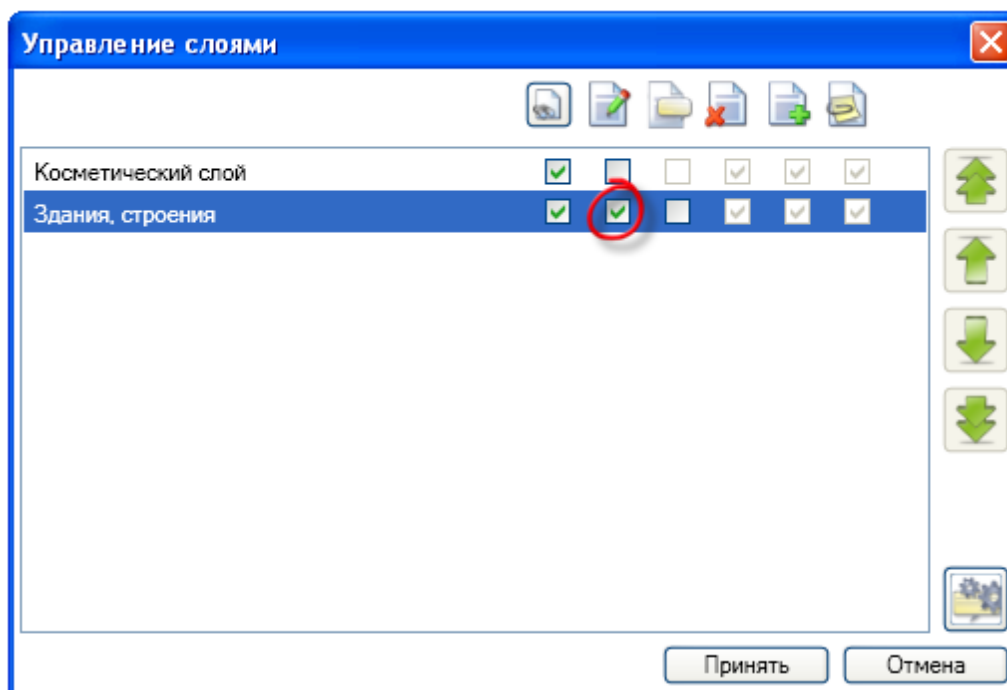 Управление слоями
Косметический слой
Здания, строения
Принять Отмена